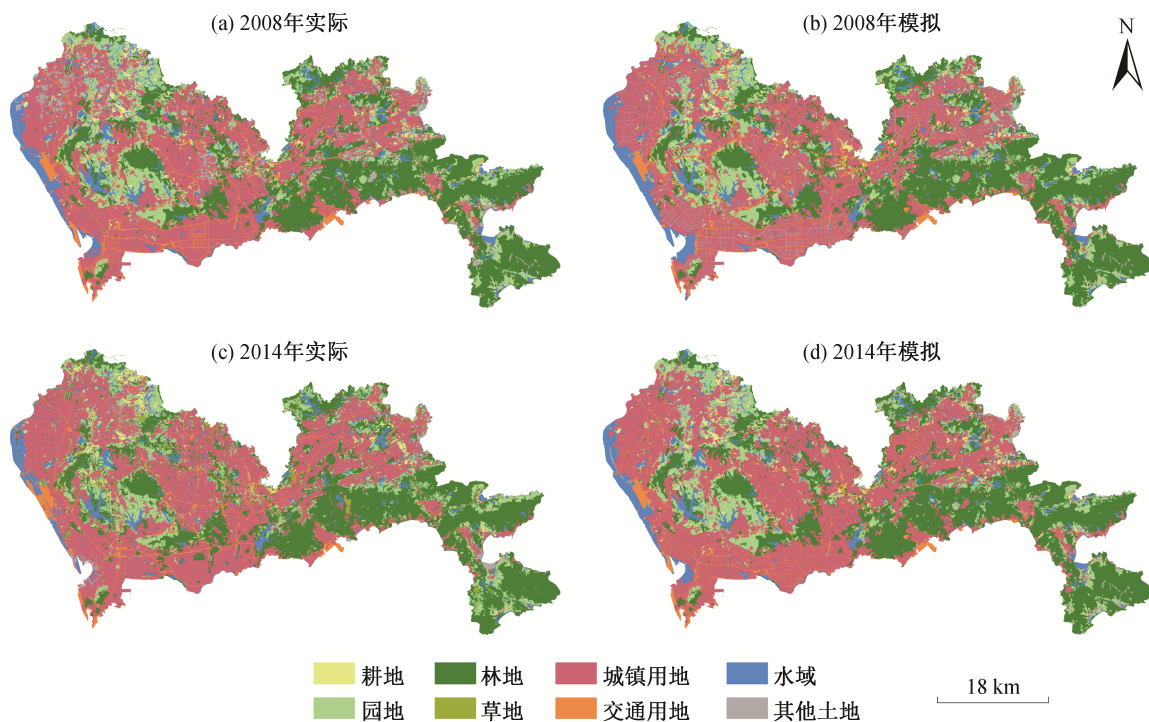 (a) 2008年实际
(b) 2008年模拟
N
(c) 2014年实际
(d) 2014年模拟
耕地
林地
城镇用地
水域
园地
草地
交通用地
其他土地
18 km